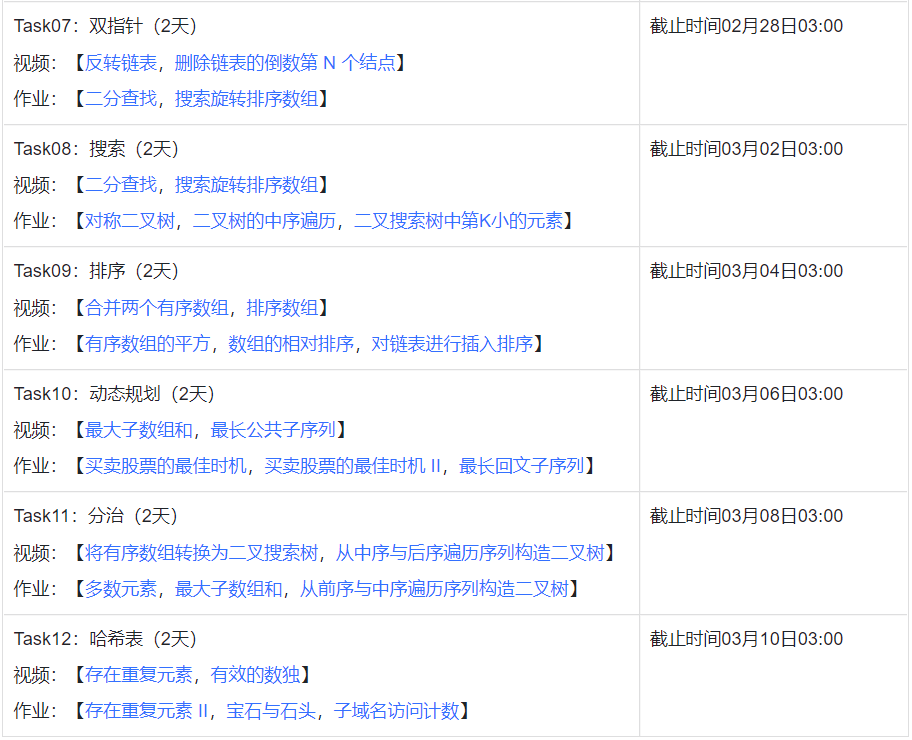 Task07：双指针（2天）
截止时间02月28日03:00
视频：【反转链表，删除链表的倒数第 N 个结点】
作业：【二分查找，搜索旋转排序数组】
Task08：搜索（2天）
截止时间03月02日03:00
视频：【二分查找，搜索旋转排序数组】
作业：【对称二叉树，二叉树的中序遍历，二叉搜索树中第K小的元素】
Task09：排序（2天）
截止时间03月04日03:00
视频：【合并两个有序数组，排序数组】
作业：【有序数组的平方，数组的相对排序，对链表进行插入排序】
Task10：动态规划（2天）
截止时间03月06日03:00
视频：【最大子数组和，最长公共子序列】
作业：【买卖股票的最佳时机，买卖股票的最佳时机 II，最长回文子序列】
Task11：分治（2天）
截止时间03月08日03:00
视频：【将有序数组转换为二叉搜索树，从中序与后序遍历序列构造二叉树】
作业：【多数元素，最大子数组和，从前序与中序遍历序列构造二叉树】
Task12：哈希表（2天）
截止时间03月10日03:00
视频：【存在重复元素，有效的数独】
作业：【存在重复元素 II，宝石与石头，子域名访问计数】